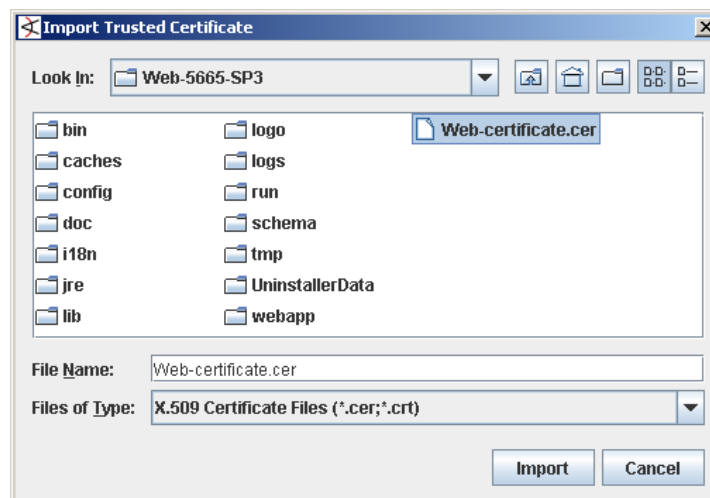 Import Trusted Certificate
Look In: Web-5665-SP3
bin logo Web-certificate.cer
caches logs
config run
doc schema
i18n tmp
jre UninstallerData
lib webapp
File Name: Web-certificate.cer
Files of Type: X.509 Certificate Files (*.cer;*.crt)
Import Cancel